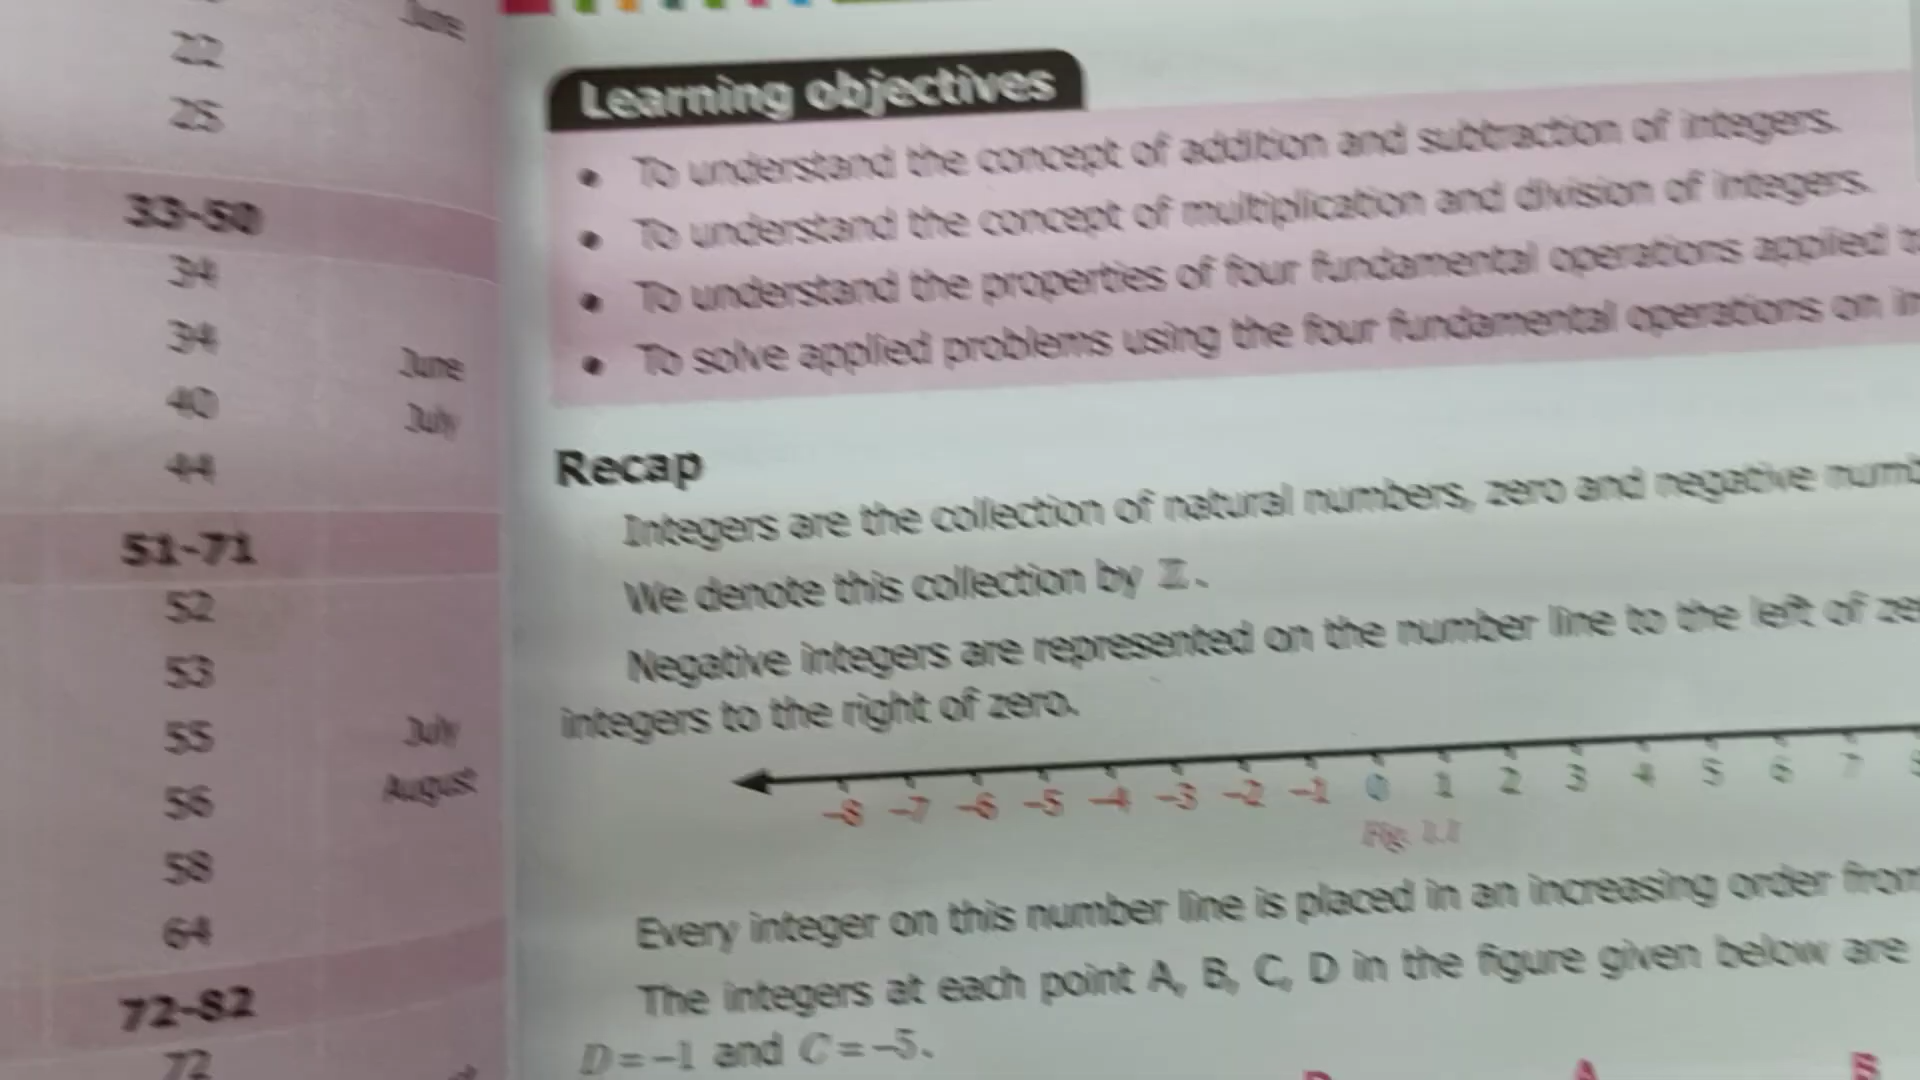 June
22
25
33-50
34
34
June
40
July
44
51-71
52
53
55
July
56
August
58
64
72-82
72
Learning objectives
• To understand the concept of addition and subtraction of integers.
• To understand the concept of multiplication and division of integers.
• To understand the properties of four fundamental operations applied
• To solve applied problems using the four fundamental operations on
Recap
Integers are the collection of natural numbers, zero and negative
We denote this collection by ℤ.
Negative integers are represented on the number line to the left of
integers to the right of zero.
-8 -7 -6 -5 -4 -3 -2 -1 0 1 2 3 4 5 6 7
Fig. 1.1
Every integer on this number line is placed in an increasing order
The integers at each point A, B, C, D in the figure given below are
D = -1 and C = -5.
A B